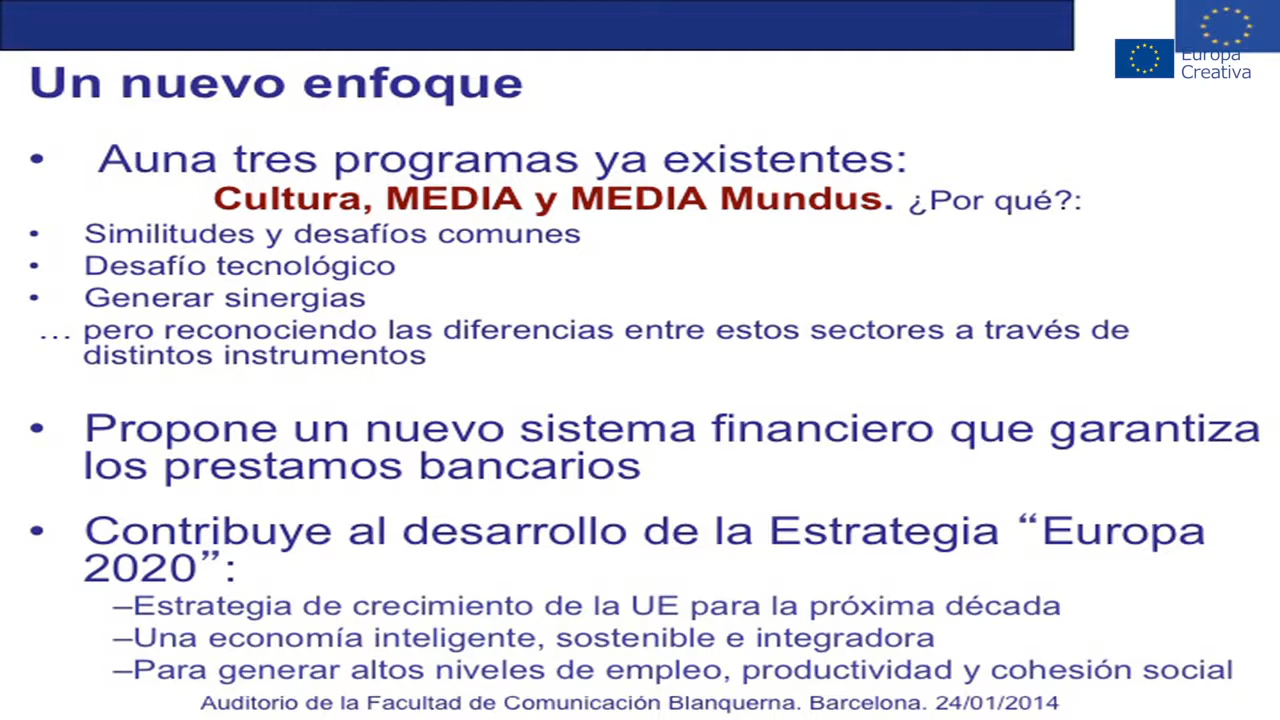 Europa
Creativa
Un nuevo enfoque
• Auna tres programas ya existentes:
Cultura, MEDIA y MEDIA Mundus. ¿Por qué?:
• Similitudes y desafíos comunes
• Desafío tecnológico
• Generar sinergias
… pero reconociendo las diferencias entre estos sectores a través de
distintos instrumentos
• Propone un nuevo sistema financiero que garantiza
los prestamos bancarios
• Contribuye al desarrollo de la Estrategia “Europa
2020”:
–Estrategia de crecimiento de la UE para la próxima década
–Una economía inteligente, sostenible e integradora
–Para generar altos niveles de empleo, productividad y cohesión social
Auditorio de la Facultad de Comunicación Blanquerna. Barcelona. 24/01/2014